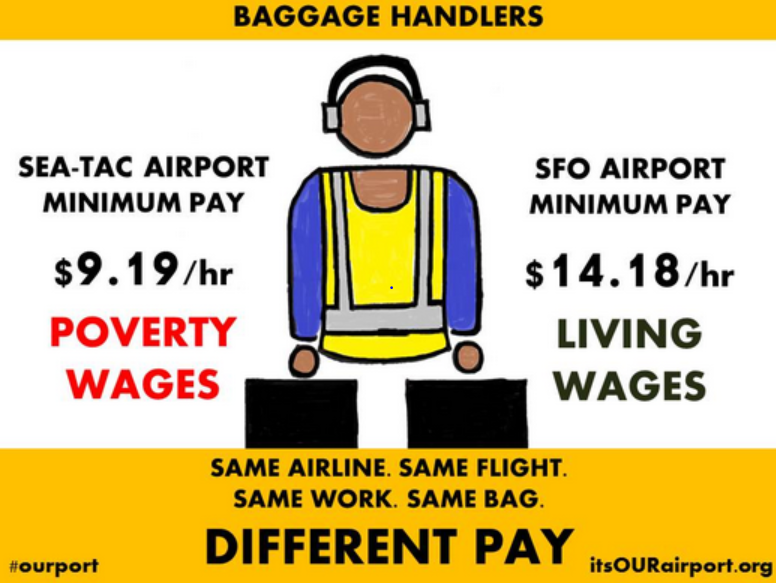 BAGGAGE HANDLERS
SEA-TAC AIRPORT
MINIMUM PAY
$9.19/hr
POVERTY
WAGES
SFO AIRPORT
MINIMUM PAY
$14.18/hr
LIVING
WAGES
SAME AIRLINE. SAME FLIGHT.
SAME WORK. SAME BAG.
DIFFERENT PAY
#ourport
itsOURairport.org